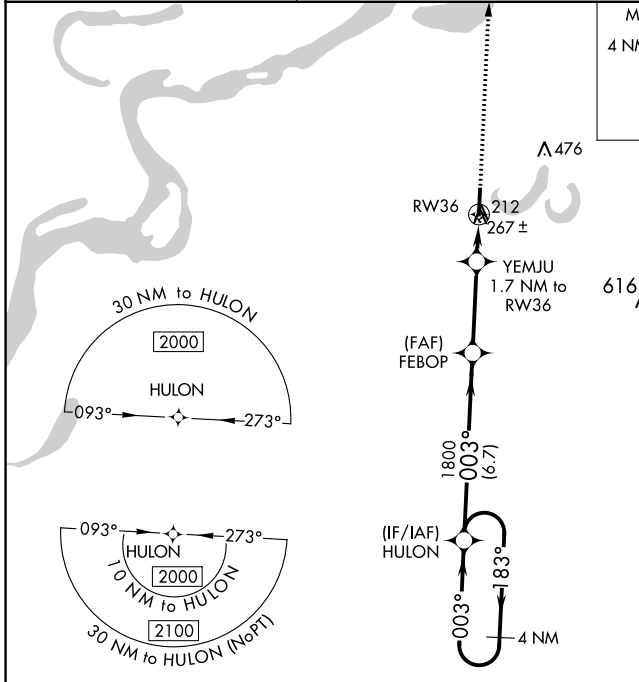 M
4 NM
476
RW36
212
267 ±
YEMJU
1.7 NM to
RW36
616
30 NM to HULON
2000
HULON
093°
273°
(FAF)
FEBOP
1800
003°
(6.7)
093°
273°
HULON
2000
10 NM to HULON
2100
30 NM to HULON (NoPT)
(IF/IAF)
HULON
183°
003°
4 NM